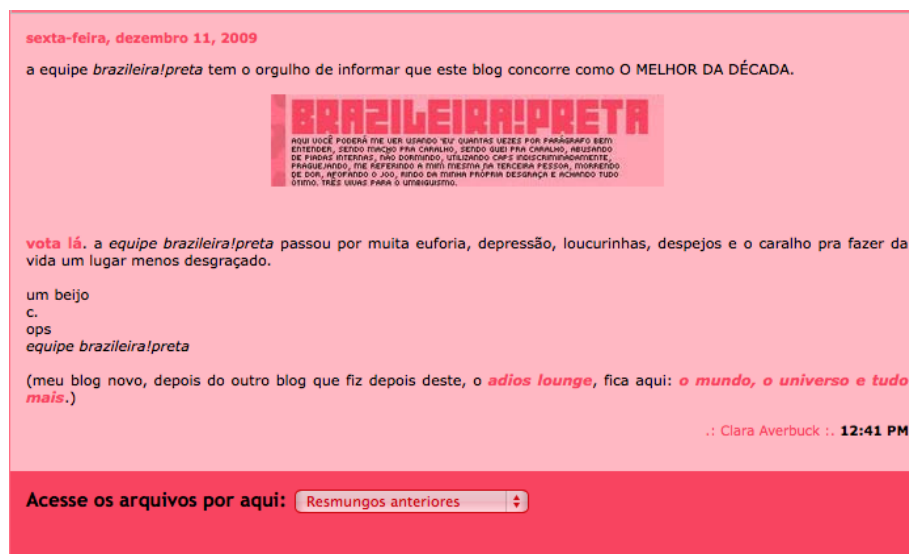 sexta-feira, dezembro 11, 2009
a equipe brazileira!preta tem o orgulho de informar que este blog concorre como O MELHOR DA DÉCADA.
BRAZILEIRA!PRETA
AQUI VOCÊ PODERÁ ME VER USANDO 'EU' QUANTAS VEZES POR PARÁGRAFO BEM
ENTENDER, SENDO MACHO PRA CARALHO, SENDO GUEI PRA CARALHO, ABUSANDO
DE PIADAS INTERNAS, NÃO DORMINDO, UTILIZANDO CAPS INDISCRIMINADAMENTE,
PRAGUEJANDO, ME REFERINDO A MIM MESMA NA TERCEIRA PESSOA, MORRENDO
DE DOR, AFOFANDO O JOO, RINDO DA MINHA PRÓPRIA DESGRAÇA E ACHANDO TUDO
ÓTIMO. TRÊS VIVAS PARA O UMBIGUISMO.
vota lá. a equipe brazileira!preta passou por muita euforia, depressão, loucurinhas, despejos e o caralho pra fazer da
vida um lugar menos desgraçado.
um beijo
c.
ops
equipe brazileira!preta
(meu blog novo, depois do outro blog que fiz depois deste, o adios lounge, fica aqui: o mundo, o universo e tudo
mais.)
.: Clara Averbuck :. 12:41 PM
Acesse os arquivos por aqui: Resmungos anteriores